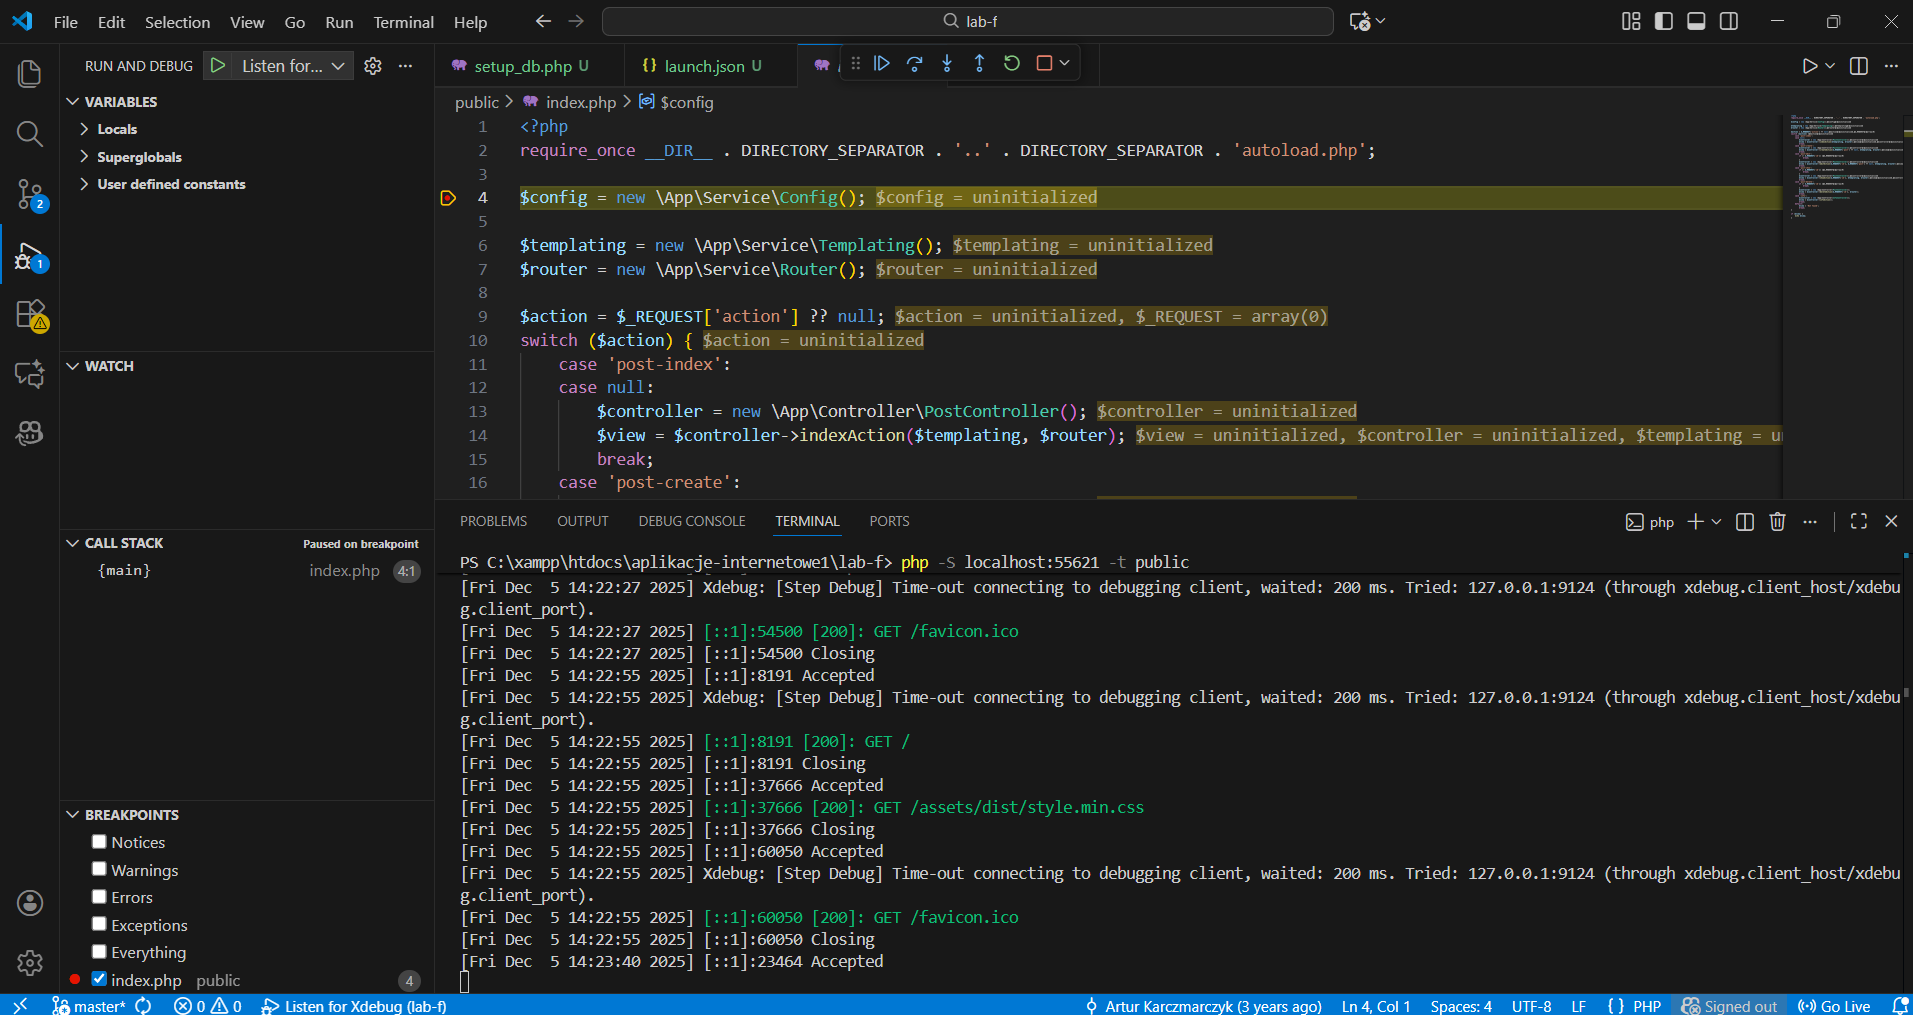 File Edit Selection View Go Run Terminal Help
lab-f
RUN AND DEBUG Listen for...
VARIABLES
Locals
Superglobals
User defined constants
WATCH
CALL STACK Paused on breakpoint
{main} index.php 4:1
BREAKPOINTS
Notices
Warnings
Errors
Exceptions
Everything
index.php public 4
2
1
setup_db.php U
{} launch.json U
public > index.php > $config
1 <?php
2 require_once __DIR__ . DIRECTORY_SEPARATOR . '..' . DIRECTORY_SEPARATOR . 'autoload.php';
3
4 $config = new \App\Service\Config(); $config = uninitialized
5
6 $templating = new \App\Service\Templating(); $templating = uninitialized
7 $router = new \App\Service\Router(); $router = uninitialized
8
9 $action = $_REQUEST['action'] ?? null; $action = uninitialized, $_REQUEST = array(0)
10 switch ($action) { $action = uninitialized
11 case 'post-index':
12 case null:
13 $controller = new \App\Controller\PostController(); $controller = uninitialized
14 $view = $controller->indexAction($templating, $router); $view = uninitialized, $controller = uninitialized, $templating = u
15 break;
16 case 'post-create':
PROBLEMS OUTPUT DEBUG CONSOLE TERMINAL PORTS
php
PS C:\xampp\htdocs\aplikacje-internetowe1\lab-f> php -S localhost:55621 -t public
[Fri Dec  5 14:22:27 2025] Xdebug: [Step Debug] Time-out connecting to debugging client, waited: 200 ms. Tried: 127.0.0.1:9124 (through xdebug.client_host/xdebu
g.client_port).
[Fri Dec  5 14:22:27 2025] [::1]:54500 [200]: GET /favicon.ico
[Fri Dec  5 14:22:27 2025] [::1]:54500 Closing
[Fri Dec  5 14:22:55 2025] [::1]:8191 Accepted
[Fri Dec  5 14:22:55 2025] Xdebug: [Step Debug] Time-out connecting to debugging client, waited: 200 ms. Tried: 127.0.0.1:9124 (through xdebug.client_host/xdebu
g.client_port).
[Fri Dec  5 14:22:55 2025] [::1]:8191 [200]: GET /
[Fri Dec  5 14:22:55 2025] [::1]:8191 Closing
[Fri Dec  5 14:22:55 2025] [::1]:37666 Accepted
[Fri Dec  5 14:22:55 2025] [::1]:37666 [200]: GET /assets/dist/style.min.css
[Fri Dec  5 14:22:55 2025] [::1]:37666 Closing
[Fri Dec  5 14:22:55 2025] [::1]:60050 Accepted
[Fri Dec  5 14:22:55 2025] Xdebug: [Step Debug] Time-out connecting to debugging client, waited: 200 ms. Tried: 127.0.0.1:9124 (through xdebug.client_host/xdebu
g.client_port).
[Fri Dec  5 14:22:55 2025] [::1]:60050 [200]: GET /favicon.ico
[Fri Dec  5 14:22:55 2025] [::1]:60050 Closing
[Fri Dec  5 14:23:40 2025] [::1]:23464 Accepted
master* 0 0 Listen for Xdebug (lab-f) Artur Karczmarczyk (3 years ago) Ln 4, Col 1 Spaces: 4 UTF-8 LF {} PHP Signed out Go Live